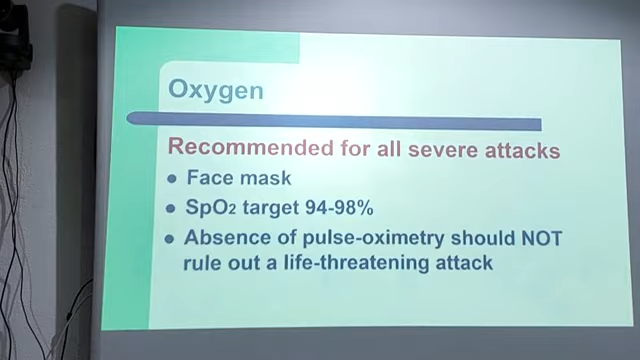 Oxygen
Recommended for all severe attacks
• Face mask
• SpO2 target 94-98%
• Absence of pulse-oximetry should NOT
rule out a life-threatening attack